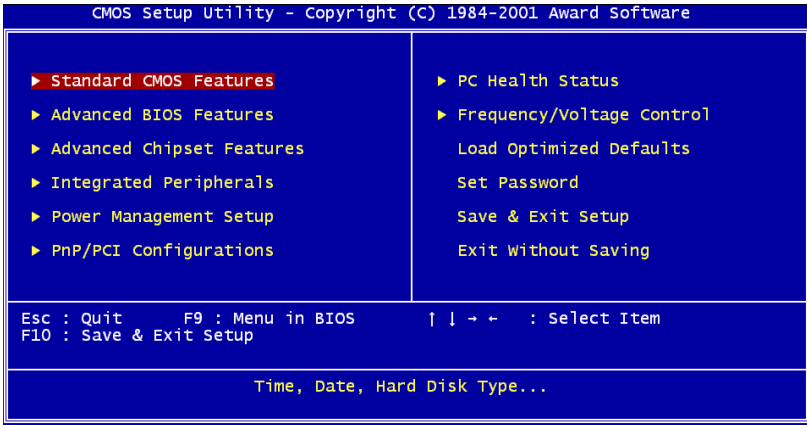 CMOS Setup Utility - Copyright (C) 1984-2001 Award Software
▶ Standard CMOS Features
▶ Advanced BIOS Features
▶ Advanced Chipset Features
▶ Integrated Peripherals
▶ Power Management Setup
▶ PnP/PCI Configurations
▶ PC Health Status
▶ Frequency/Voltage Control
Load Optimized Defaults
Set Password
Save & Exit Setup
Exit Without Saving
Esc : Quit F9 : Menu in BIOS ↑ ↓ → ← : Select Item
F10 : Save & Exit Setup
Time, Date, Hard Disk Type...